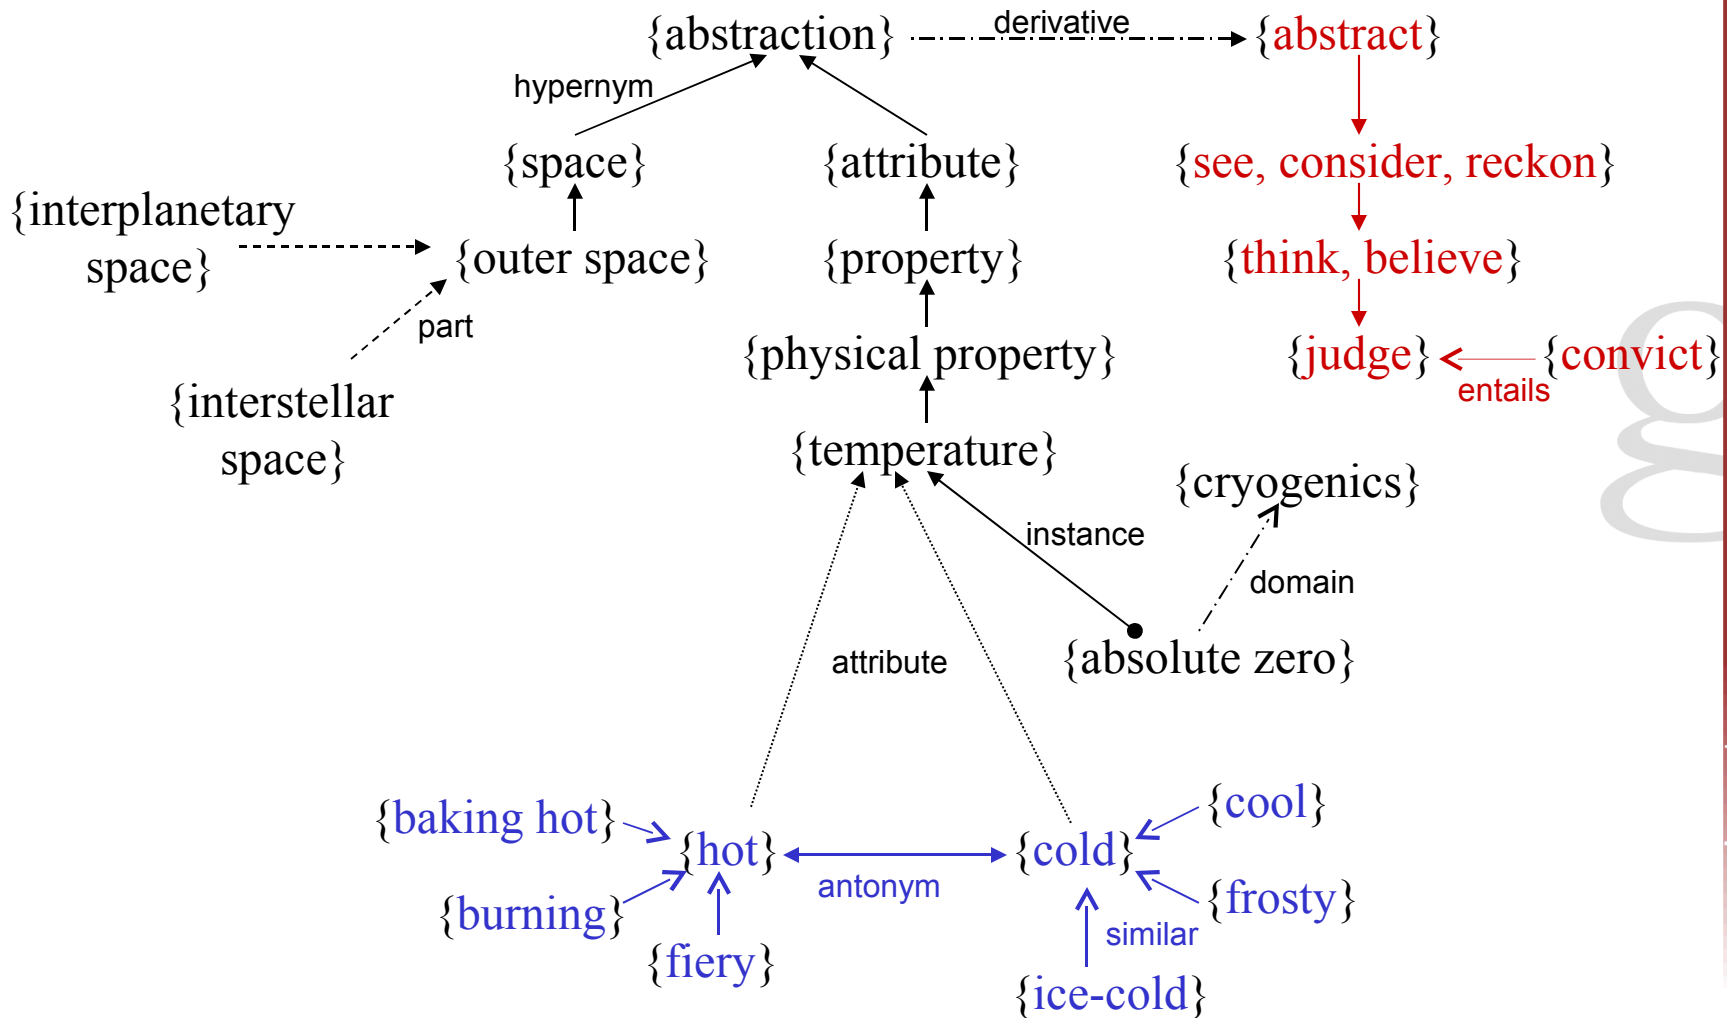 {abstraction}
derivative
{abstract}
hypernym
{space}
{attribute}
{see, consider, reckon}
{interplanetary
space}
{outer space}
{property}
{think, believe}
part
{physical property}
{judge}
{convict}
entails
{interstellar
space}
{temperature}
{cryogenics}
instance
domain
attribute
{absolute zero}
{baking hot}
{hot}
{cold}
{cool}
antonym
{burning}
{frosty}
similar
{fiery}
{ice-cold}
g